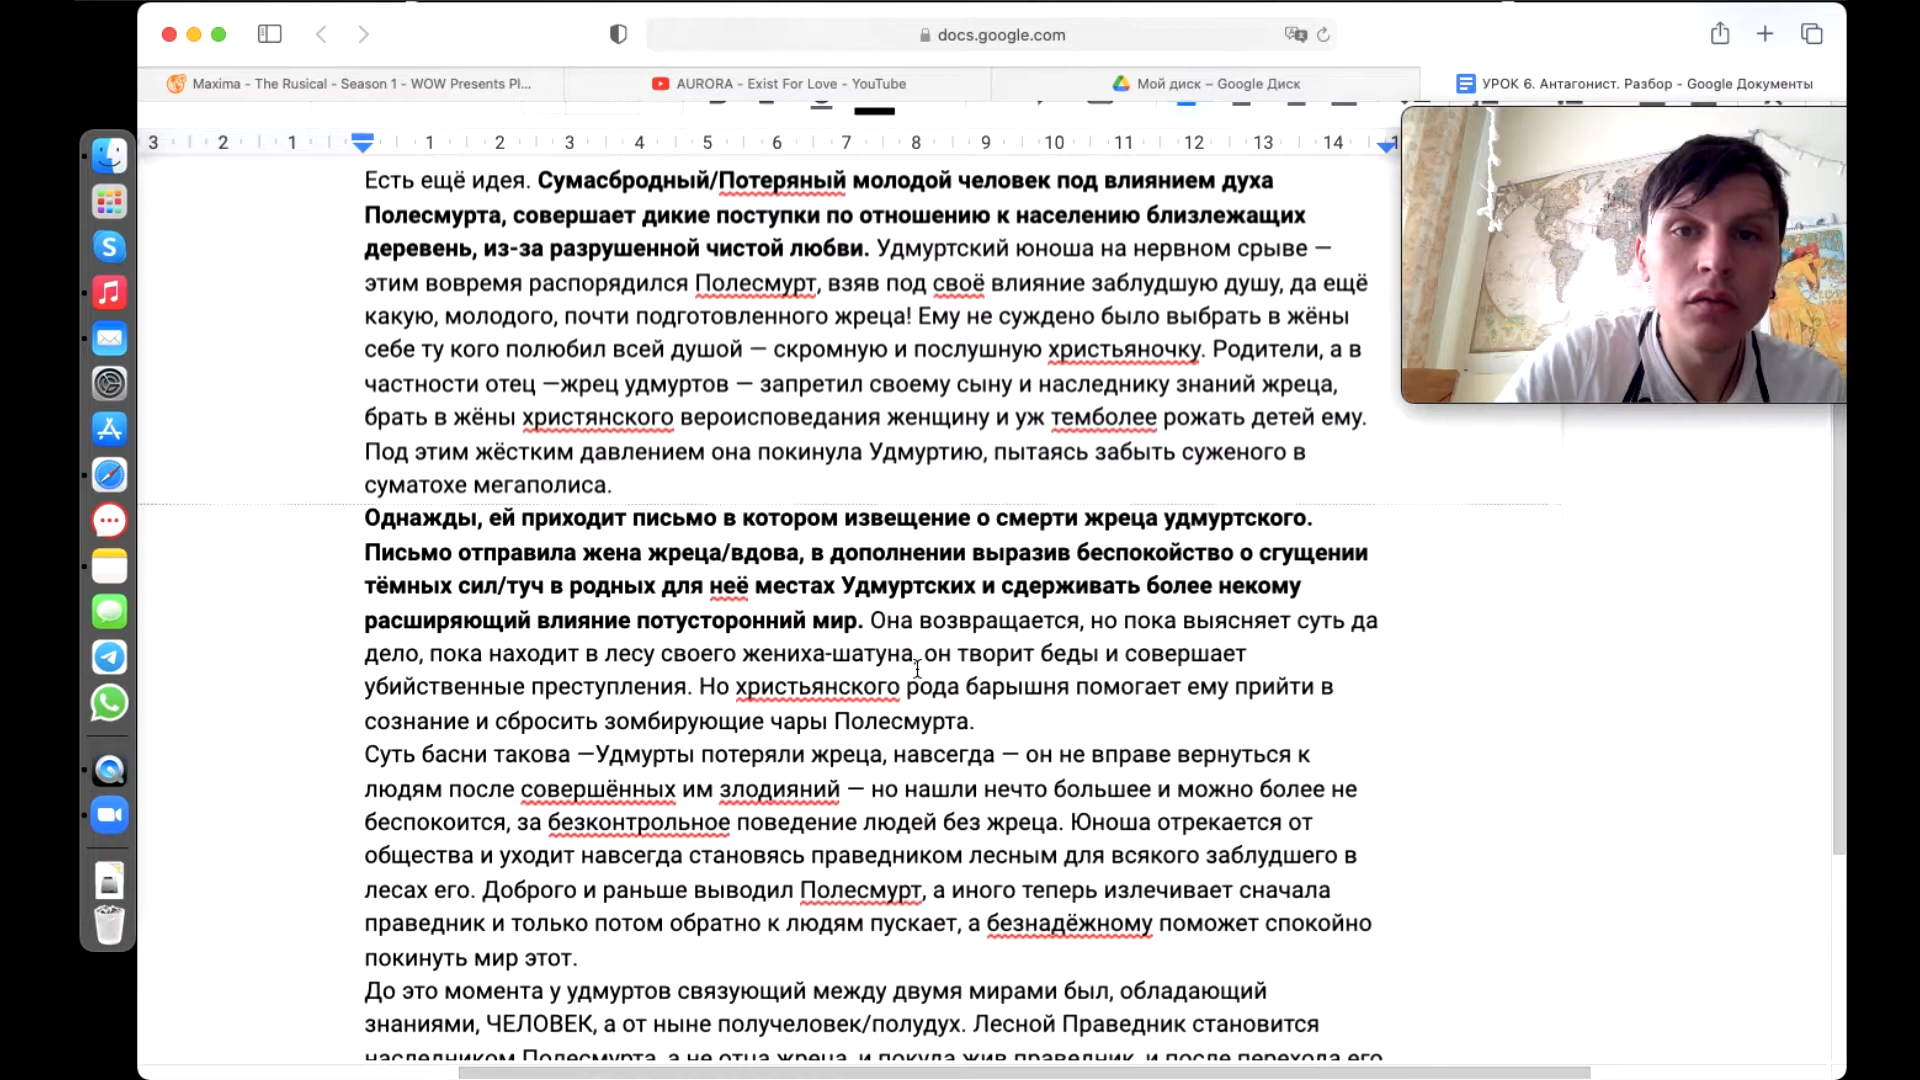 docs.google.com
Maxima - The Rusical - Season 1 - WOW Presents Pl...
AURORA - Exist For Love - YouTube
Мой диск – Google Диск
УРОК 6. Антагонист. Разбор - Google Документы
3 2 1 1 2 3 4 5 6 7 8 9 10 11 12 13 14 1
Есть ещё идея. Сумасбродный/Потеряный молодой человек под влиянием духа
Полесмурта, совершает дикие поступки по отношению к населению близлежащих
деревень, из-за разрушенной чистой любви. Удмуртский юноша на нервном срыве —
этим вовремя распорядился Полесмурт, взяв под своё влияние заблудшую душу, да ещё
какую, молодого, почти подготовленного жреца! Ему не суждено было выбрать в жёны
себе ту кого полюбил всей душой — скромную и послушную христьяночку. Родители, а в
частности отец —жрец удмуртов — запретил своему сыну и наследнику знаний жреца,
брать в жёны христянского вероисповедания женщину и уж темболее рожать детей ему.
Под этим жёстким давлением она покинула Удмуртию, пытаясь забыть суженого в
суматохе мегаполиса.
Однажды, ей приходит письмо в котором извещение о смерти жреца удмуртского.
Письмо отправила жена жреца/вдова, в дополнении выразив беспокойство о сгущении
тёмных сил/туч в родных для неё местах Удмуртских и сдерживать более некому
расширяющий влияние потусторонний мир. Она возвращается, но пока выясняет суть да
дело, пока находит в лесу своего жениха-шатуна, он творит беды и совершает
убийственные преступления. Но христьянского рода барышня помогает ему прийти в
сознание и сбросить зомбирующие чары Полесмурта.
Суть басни такова —Удмурты потеряли жреца, навсегда — он не вправе вернуться к
людям после совершённых им злодияний — но нашли нечто большее и можно более не
беспокоится, за безконтрольное поведение людей без жреца. Юноша отрекается от
общества и уходит навсегда становясь праведником лесным для всякого заблудшего в
лесах его. Доброго и раньше выводил Полесмурт, а иного теперь излечивает сначала
праведник и только потом обратно к людям пускает, а безнадёжному поможет спокойно
покинуть мир этот.
До это момента у удмуртов связующий между двумя мирами был, обладающий
знаниями, ЧЕЛОВЕК, а от ныне получеловек/полудух. Лесной Праведник становится
наследником Полесмурта, а не отца жреца, и покуда жив праведник, и после перехода его